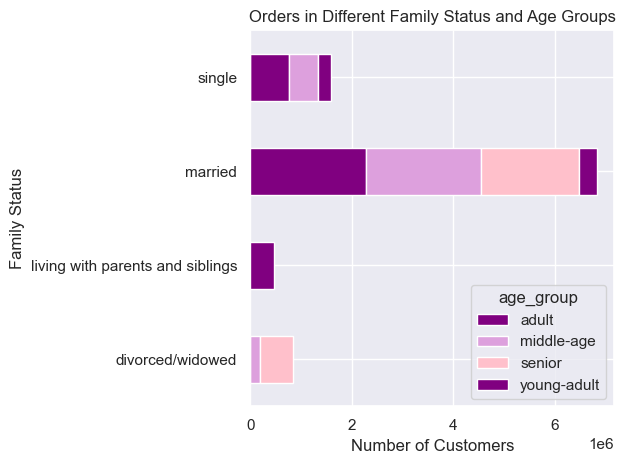 Orders in Different Family Status and Age Groups
Family Status
single
married
living with parents and siblings
divorced/widowed
age_group
adult
middle-age
senior
young-adult
0 2 4 6
1e6
Number of Customers